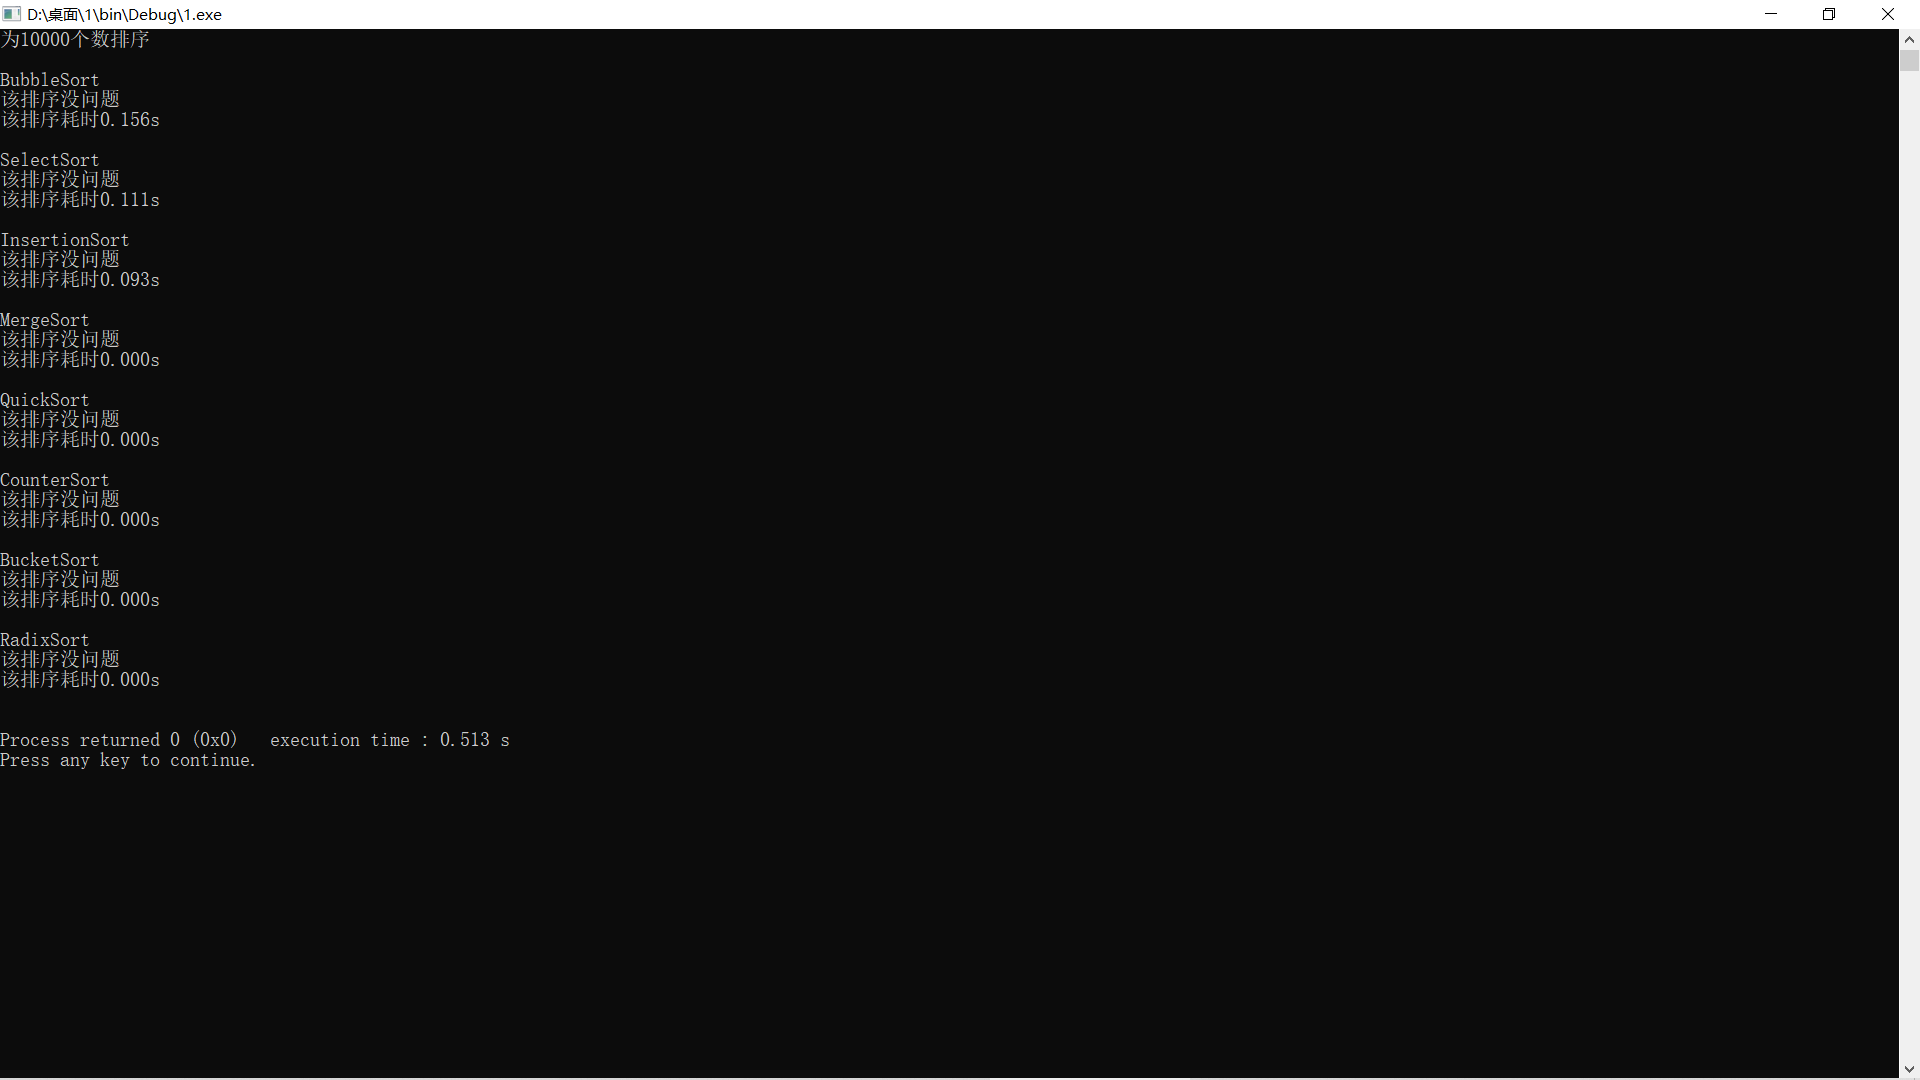 D:\桌面\1\bin\Debug\1.exe
为10000个数排序
BubbleSort
该排序没问题
该排序耗时0.156s
SelectSort
该排序没问题
该排序耗时0.111s
InsertionSort
该排序没问题
该排序耗时0.093s
MergeSort
该排序没问题
该排序耗时0.000s
QuickSort
该排序没问题
该排序耗时0.000s
CounterSort
该排序没问题
该排序耗时0.000s
BucketSort
该排序没问题
该排序耗时0.000s
RadixSort
该排序没问题
该排序耗时0.000s
Process returned 0 (0x0)   execution time : 0.513 s
Press any key to continue.